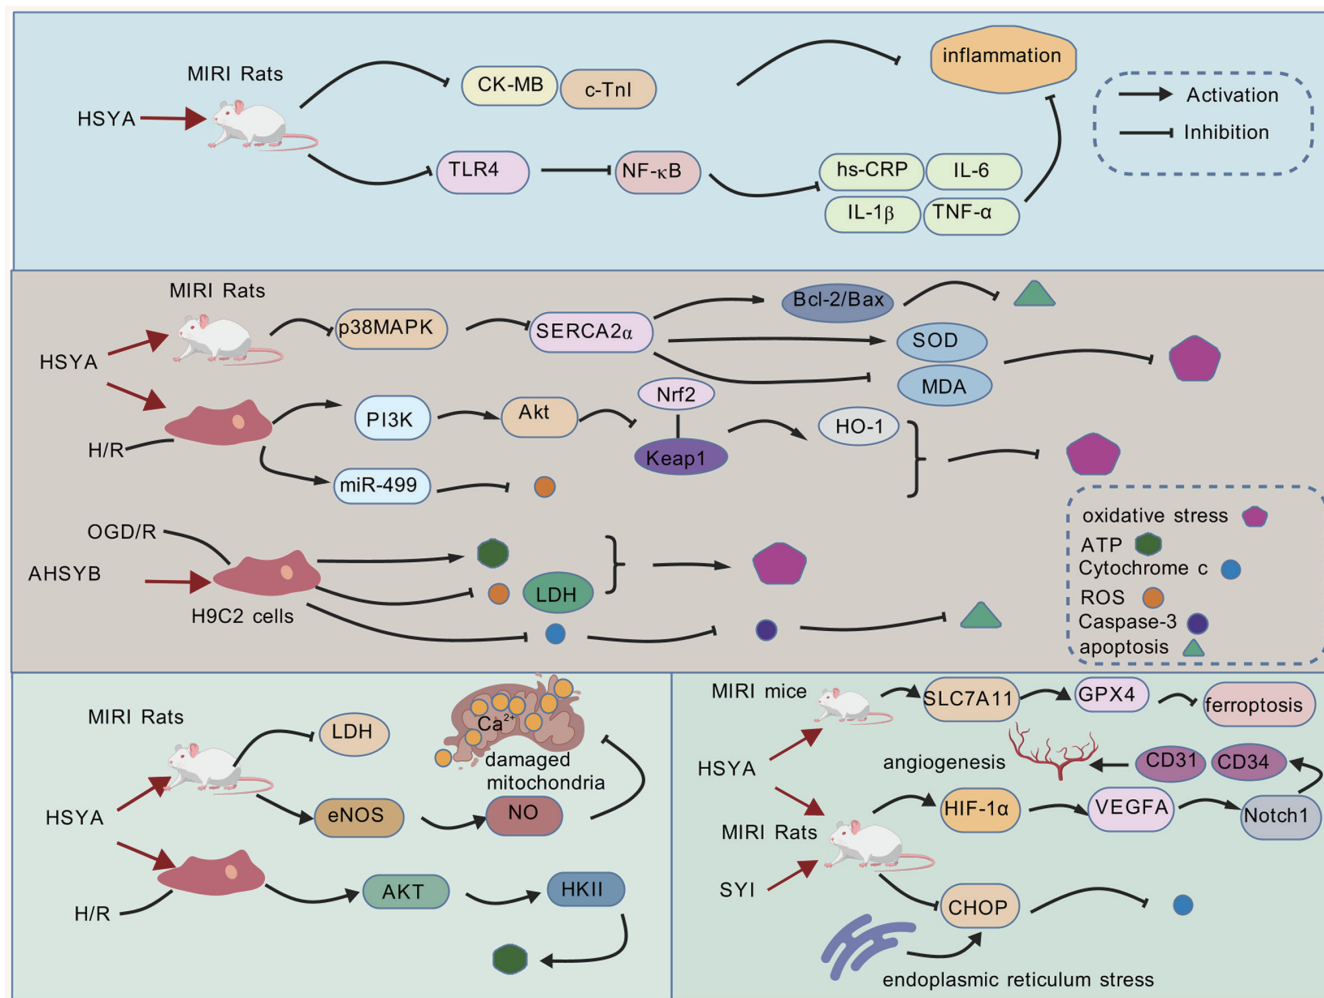 MIRI Rats
HSYA
CK-MB
c-TnI
inflammation
Activation
Inhibition
TLR4
NF-κB
hs-CRP
IL-6
IL-1β
TNF-α
MIRI Rats
HSYA
p38MAPK
SERCA2α
Bcl-2/Bax
SOD
MDA
H/R
PI3K
Akt
Nrf2
Keap1
HO-1
miR-499
OGD/R
AHSYB
H9C2 cells
LDH
oxidative stress
ATP
Cytochrome c
ROS
Caspase-3
apoptosis
MIRI Rats
HSYA
LDH
Ca²⁺
damaged
mitochondria
eNOS
NO
H/R
AKT
HKII
MIRI mice
SLC7A11
GPX4
ferroptosis
HSYA
angiogenesis
CD31
CD34
HIF-1α
VEGFA
Notch1
MIRI Rats
SYI
CHOP
endoplasmic reticulum stress